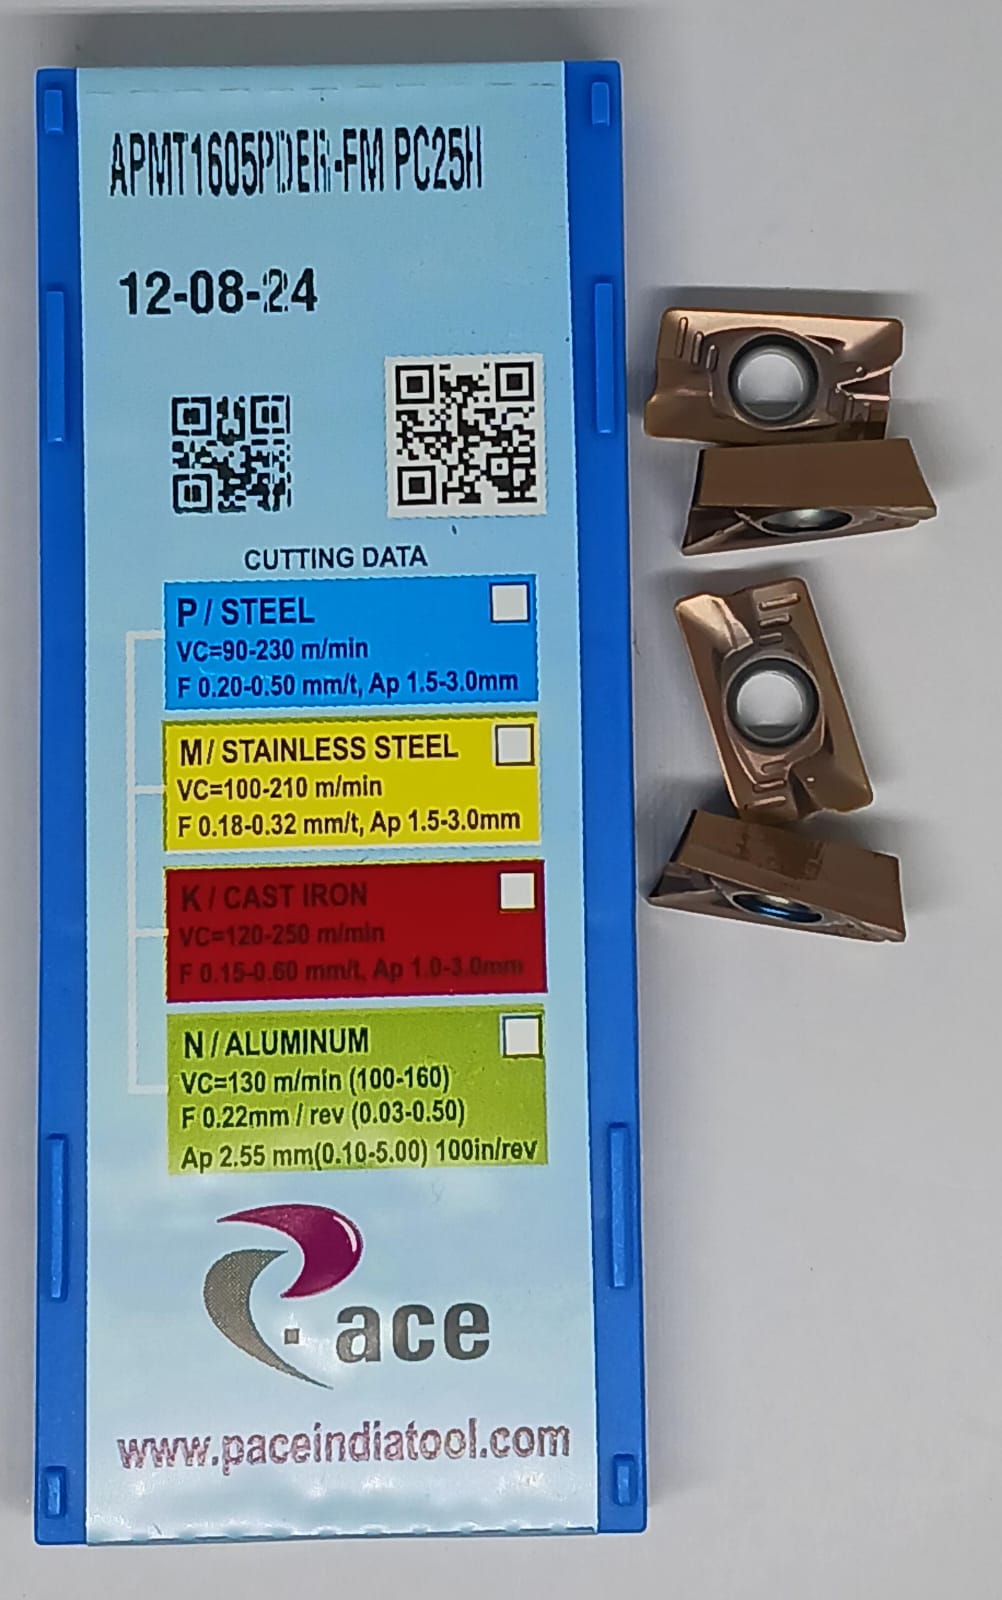 APMT1605PDER-FM PC25H
12-08-24
CUTTING DATA
P / STEEL
VC=90-230 m/min
F 0.20-0.50 mm/t, Ap 1.5-3.0mm
M / STAINLESS STEEL
VC=100-210 m/min
F 0.18-0.32 mm/t, Ap 1.5-3.0mm
K / CAST IRON
VC=120-250 m/min
F 0.15-0.60 mm/t, Ap 1.0-3.0mm
N / ALUMINUM
VC=130 m/min (100-160)
F 0.22mm / rev (0.03-0.50)
Ap 2.55 mm(0.10-5.00) 100in/rev
Pace
www.paceindiatool.com